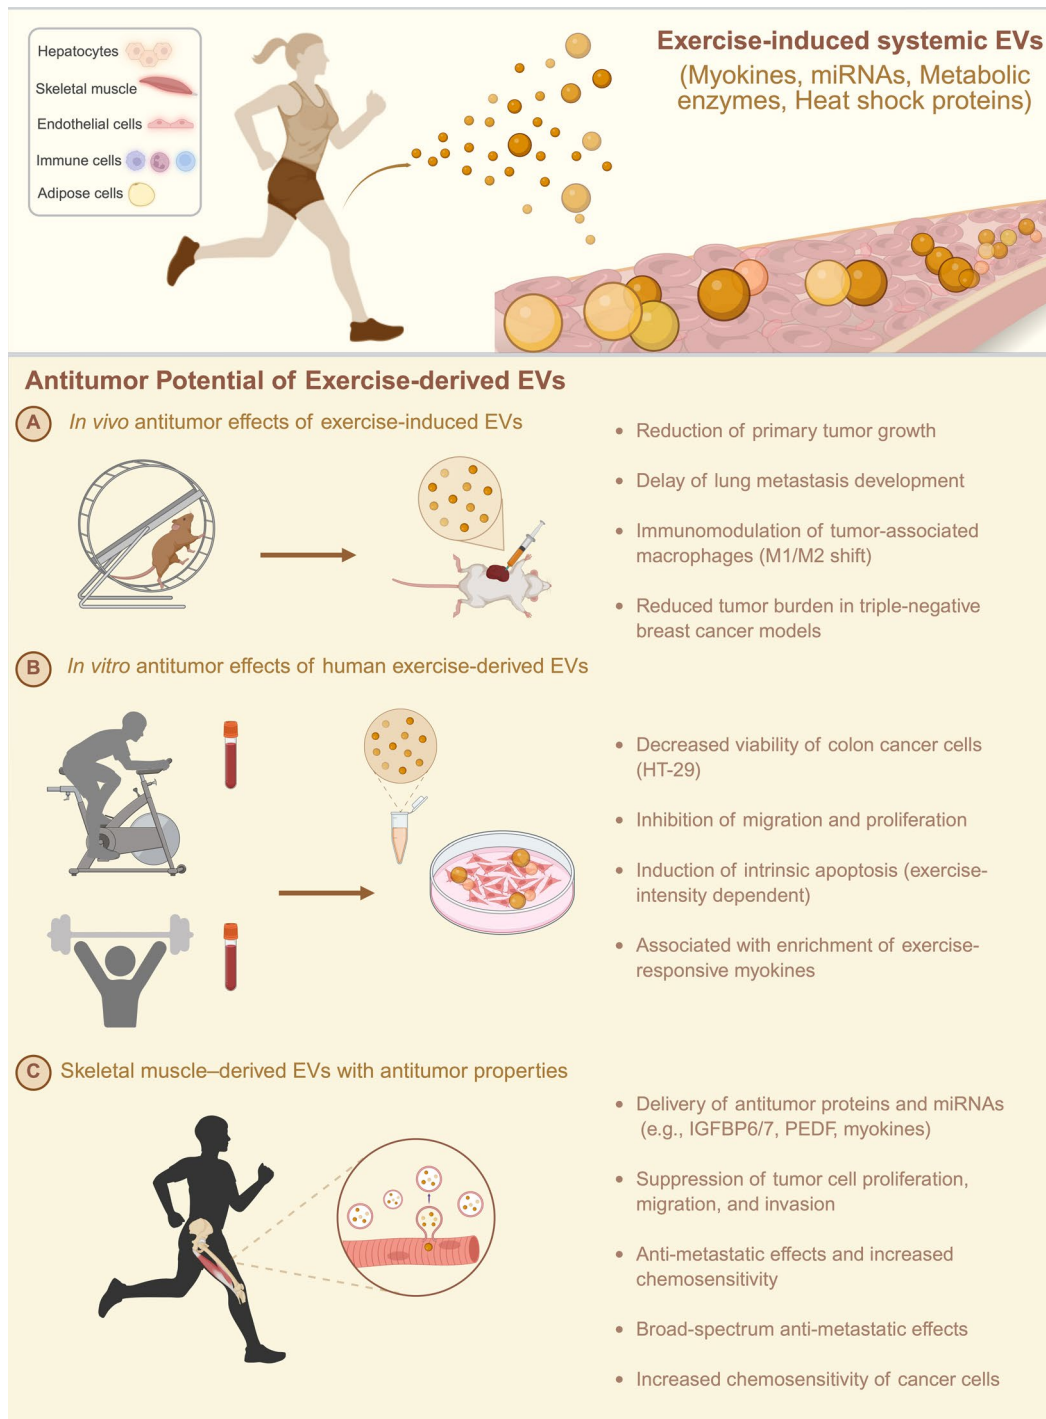 Hepatocytes
Skeletal muscle
Endothelial cells
Immune cells
Adipose cells
Exercise-induced systemic EVs
(Myokines, miRNAs, Metabolic
enzymes, Heat shock proteins)
Antitumor Potential of Exercise-derived EVs
A In vivo antitumor effects of exercise-induced EVs
• Reduction of primary tumor growth
• Delay of lung metastasis development
• Immunomodulation of tumor-associated
macrophages (M1/M2 shift)
• Reduced tumor burden in triple-negative
breast cancer models
B In vitro antitumor effects of human exercise-derived EVs
• Decreased viability of colon cancer cells
(HT-29)
• Inhibition of migration and proliferation
• Induction of intrinsic apoptosis (exercise-
intensity dependent)
• Associated with enrichment of exercise-
responsive myokines
C Skeletal muscle–derived EVs with antitumor properties
• Delivery of antitumor proteins and miRNAs
(e.g., IGFBP6/7, PEDF, myokines)
• Suppression of tumor cell proliferation,
migration, and invasion
• Anti-metastatic effects and increased
chemosensitivity
• Broad-spectrum anti-metastatic effects
• Increased chemosensitivity of cancer cells